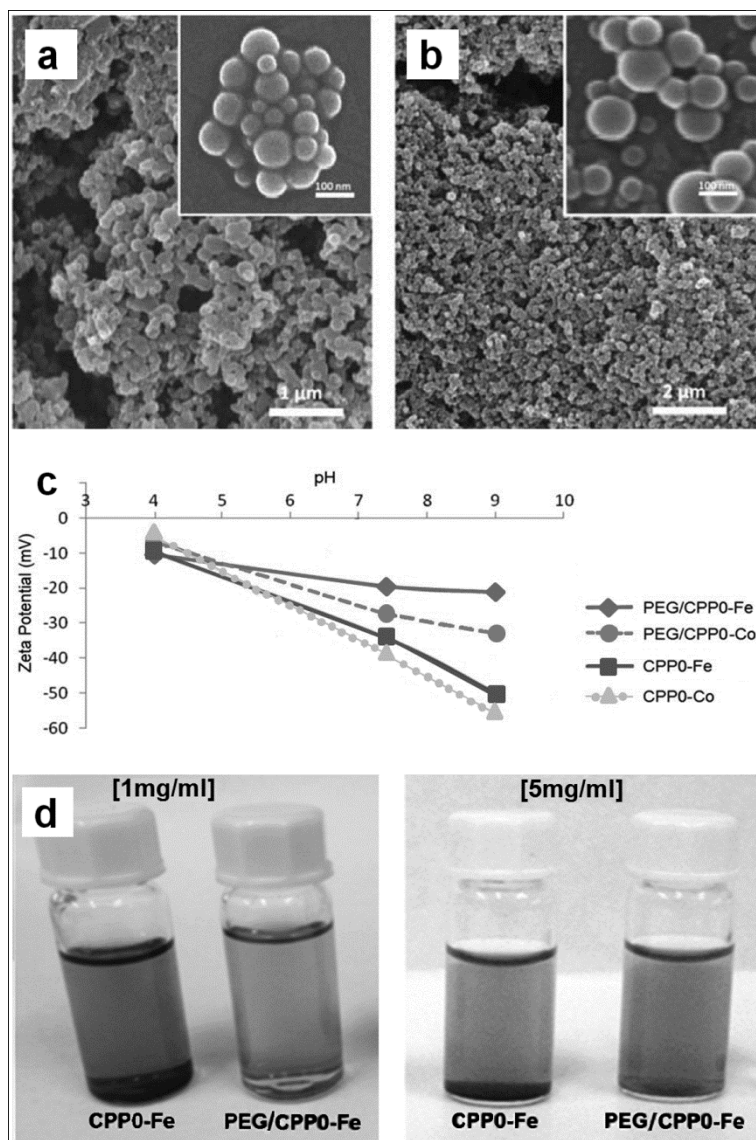 a
100 nm
1 µm
b
100 nm
2 µm
c
pH
3 4 5 6 7 8 9 10
0
-10
-20
-30
-40
-50
-60
Zeta Potential (mV)
PEG/CPP0-Fe
PEG/CPP0-Co
CPP0-Fe
CPP0-Co
d
[1mg/ml]
[5mg/ml]
CPP0-Fe
PEG/CPP0-Fe
CPP0-Fe
PEG/CPP0-Fe